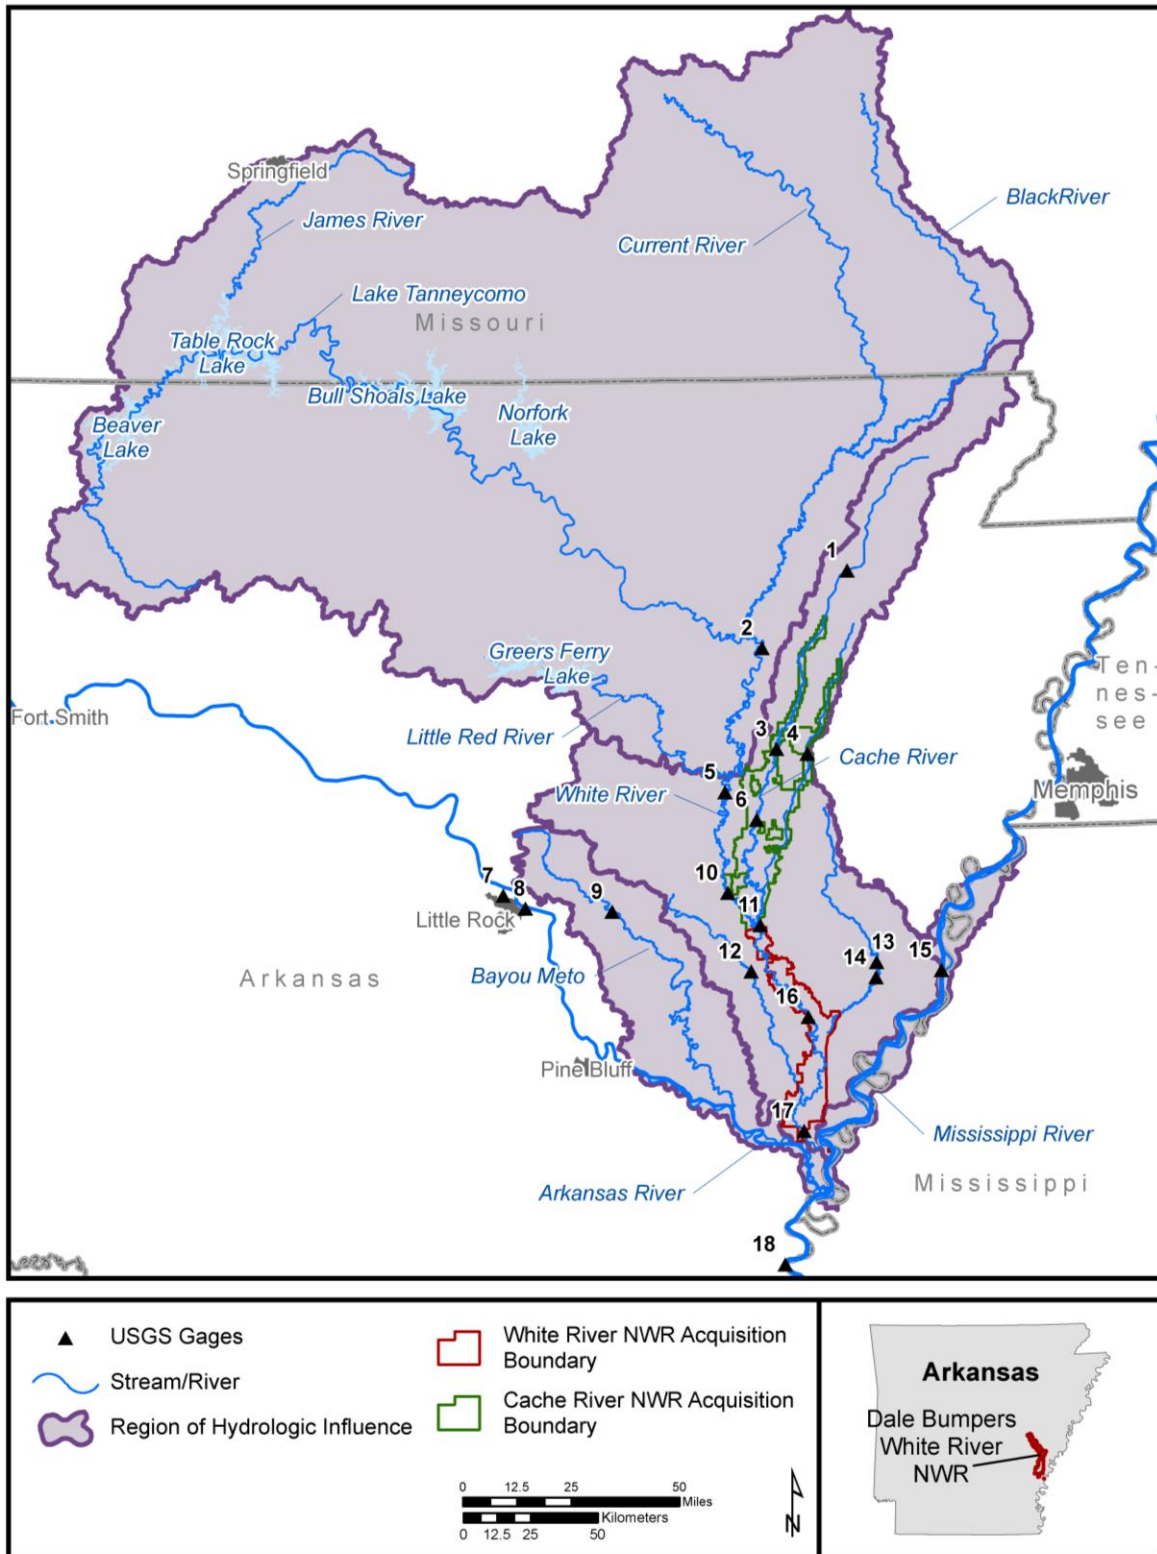 Springfield
James River
Current River
BlackRiver
Lake Tanneycomo
Missouri
Table Rock
Lake
Bull Shoals Lake
Norfork
Lake
Beaver
Lake
1
2
Greers Ferry
Lake
Ten-
nes-
see
Fort Smith
Little Red River
3
4
Cache River
5
White River
6
Memphis
7
8
9
10
11
Little Rock
12
13
14
15
Bayou Meto
Arkansas
16
Pine Bluff
17
Mississippi River
Arkansas River
Mississippi
18
USGS Gages
Stream/River
Region of Hydrologic Influence
White River NWR Acquisition
Boundary
Cache River NWR Acquisition
Boundary
0 12.5 25 50
Miles
Kilometers
0 12.5 25 50
N
Arkansas
Dale Bumpers
White River
NWR